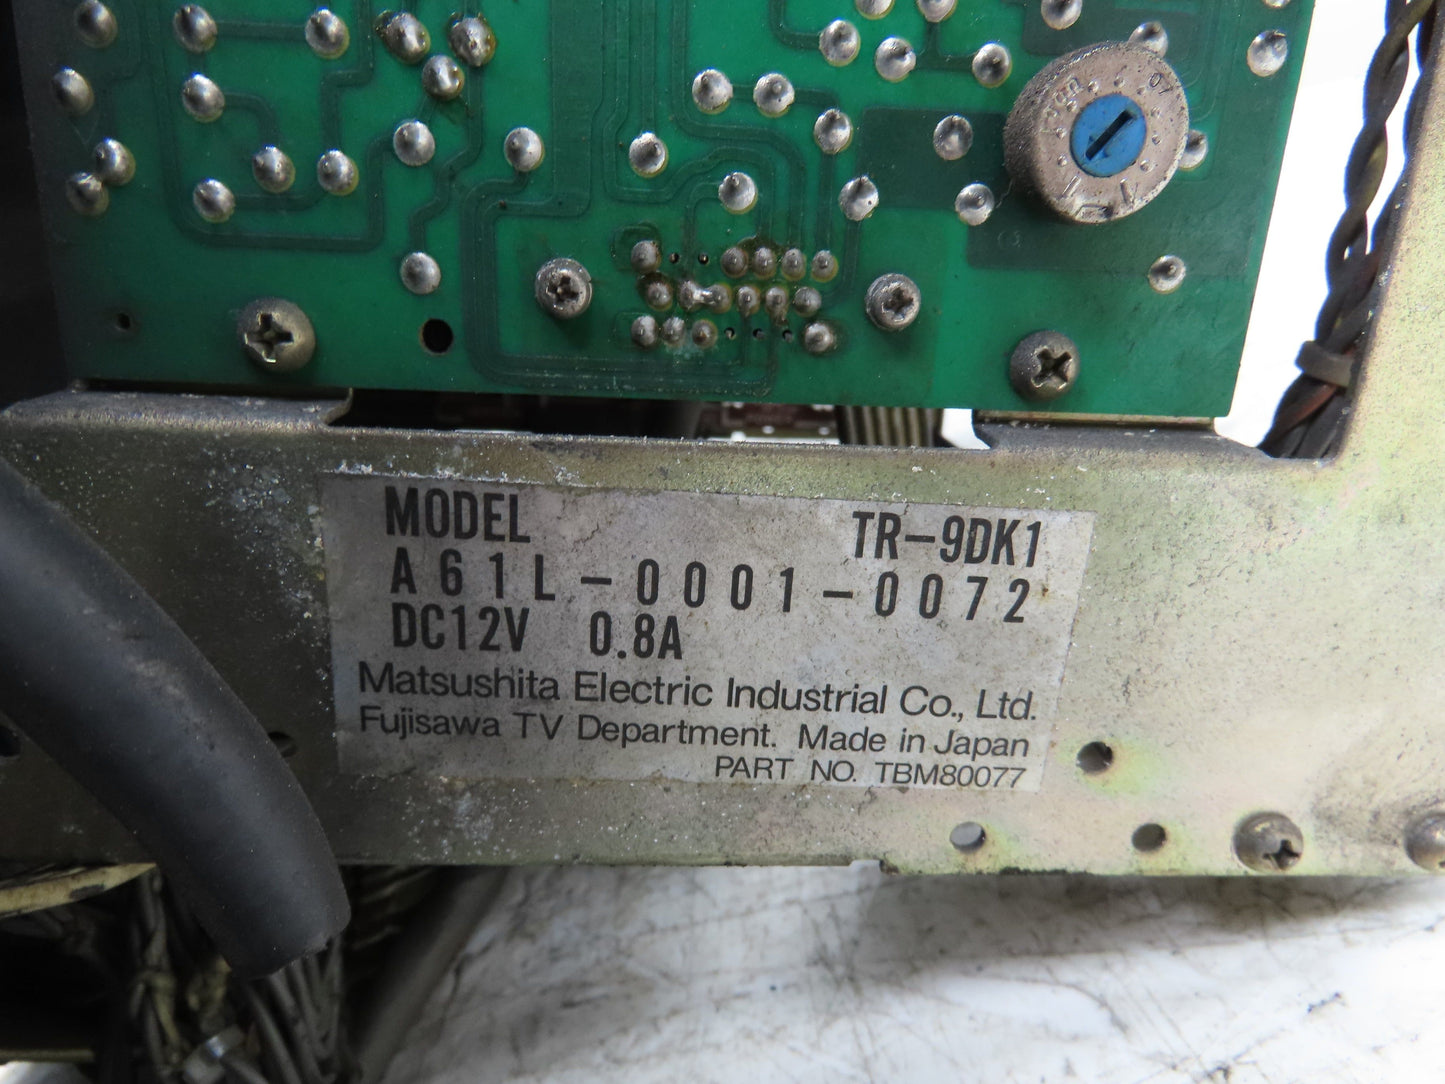 MODEL TR-9DK1
A61L-0001-0072
DC12V 0.8A
Matsushita Electric Industrial Co., Ltd.
Fujisawa TV Department. Made in Japan
PART NO. TBM80077